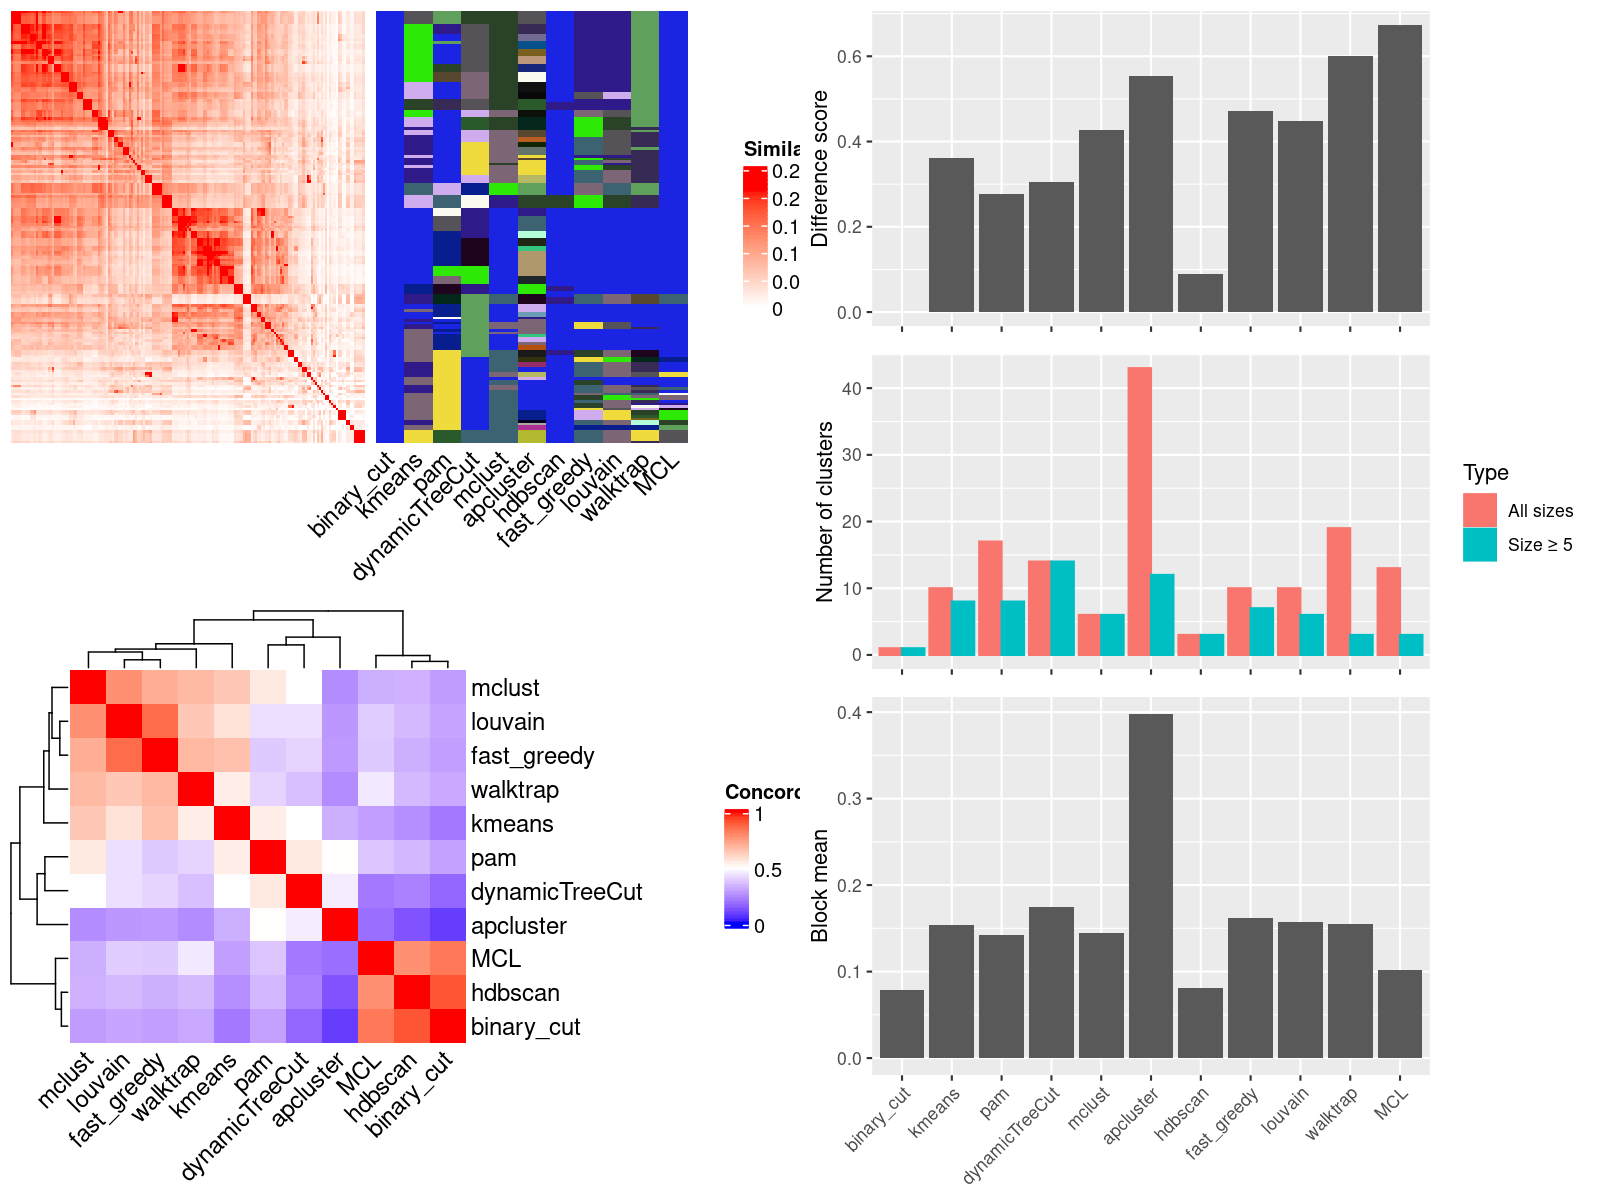 Simila
0.2
0.2
0.1
0.1
0.0
0
binary_cut
kmeans
pam
dynamicTreeCut
mclust
apcluster
hdbscan
fast_greedy
louvain
walktrap
MCL
mclust
louvain
fast_greedy
walktrap
kmeans
pam
dynamicTreeCut
apcluster
MCL
hdbscan
binary_cut
mclust
louvain
fast_greedy
walktrap
kmeans
pam
dynamicTreeCut
apcluster
MCL
hdbscan
binary_cut
Concord
1
0.5
0
Difference score
0.6
0.4
0.2
0.0
Number of clusters
40
30
20
10
0
Type
All sizes
Size ≥ 5
Block mean
0.4
0.3
0.2
0.1
0.0
binary_cut
kmeans
pam
dynamicTreeCut
mclust
apcluster
hdbscan
fast_greedy
louvain
walktrap
MCL